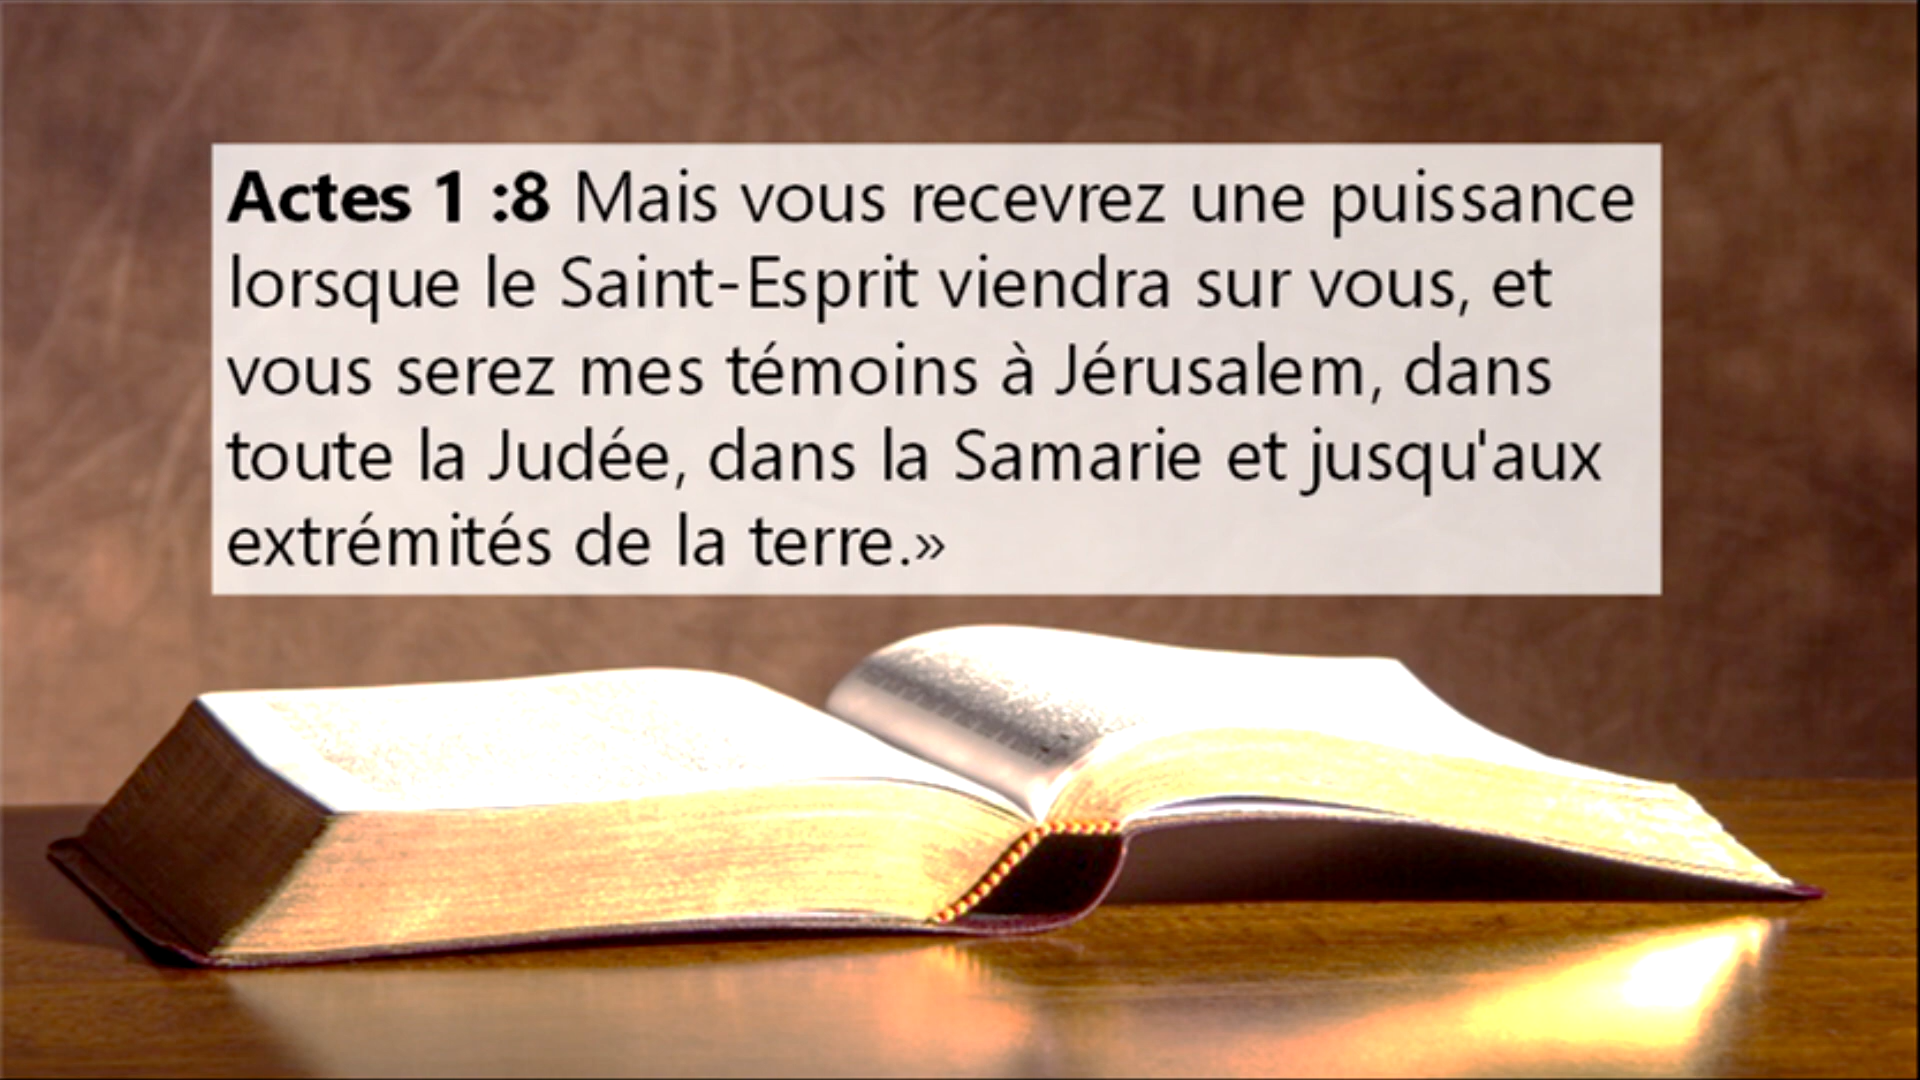 Actes 1 :8 Mais vous recevrez une puissance
lorsque le Saint-Esprit viendra sur vous, et
vous serez mes témoins à Jérusalem, dans
toute la Judée, dans la Samarie et jusqu'aux
extrémités de la terre.»